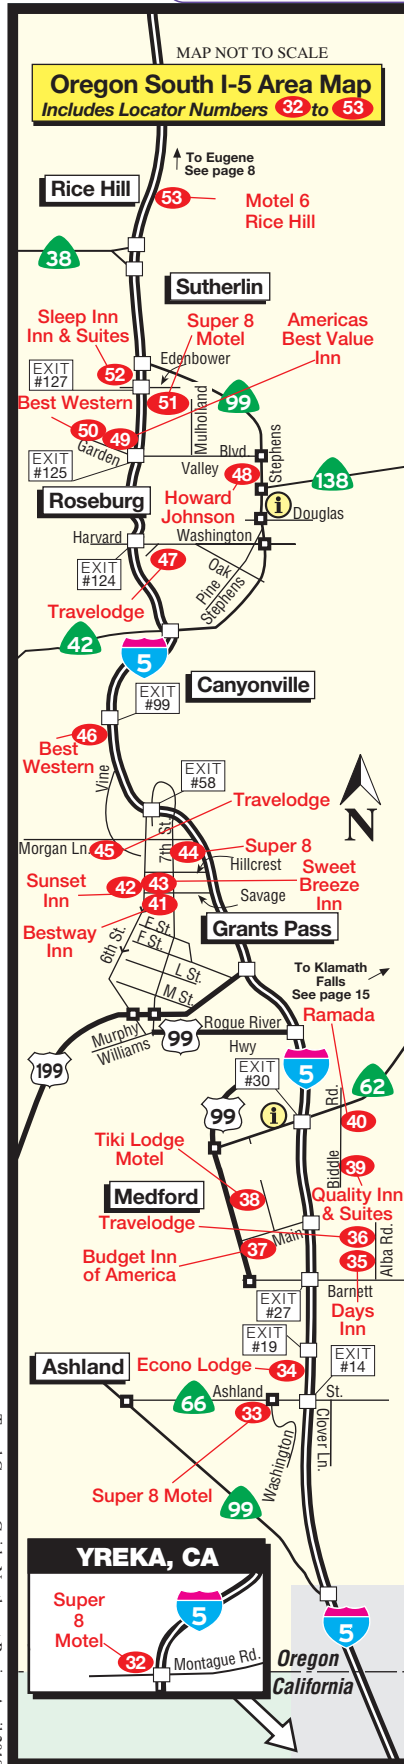 MAP NOT TO SCALE
Oregon South I-5 Area Map
Includes Locator Numbers 32 to 53
To Eugene
See page 8
Rice Hill
53
Motel 6
Rice Hill
38
Sutherlin
Sleep Inn
Inn & Suites
Super 8
Motel
Americas
Best Value
Inn
Edenbower
52
EXIT
#127
Best Western
51
Mulholland
99
50
49
Garden
Stephens
EXIT
#125
Blvd.
Valley
48
138
Roseburg
Howard
Johnson
i
Douglas
Harvard
Washington
EXIT
#124
47
Oak
Pine
Stephens
Travelodge
42
5
Canyonville
EXIT
#99
46
Best
Western
Vine
EXIT
#58
N
Travelodge
7th St.
Morgan Ln.
45
44
Super 8
Hillcrest
Sunset
Inn
42
43
Sweet
Breeze
Inn
Savage
41
Bestway
Inn
E St.
F St.
6th St.
Grants Pass
L St.
M St.
To Klamath
Falls
See page 15
Ramada
Murphy
Williams
99
Rogue River
Hwy
199
EXIT
#30
5
62
99
i
Rd.
40
Tiki Lodge
Motel
Biddle
39
Medford
38
Quality Inn
& Suites
Travelodge
36
Main
37
Budget Inn
of America
35
Alba Rd.
Barnett
EXIT
#27
Days
Inn
EXIT
#19
EXIT
#14
Ashland
Econo Lodge
34
66
Ashland
St.
33
Washington
Clover Ln.
Super 8 Motel
99
YREKA, CA
Super
8
Motel
5
32
Montague Rd.
5
Oregon
California